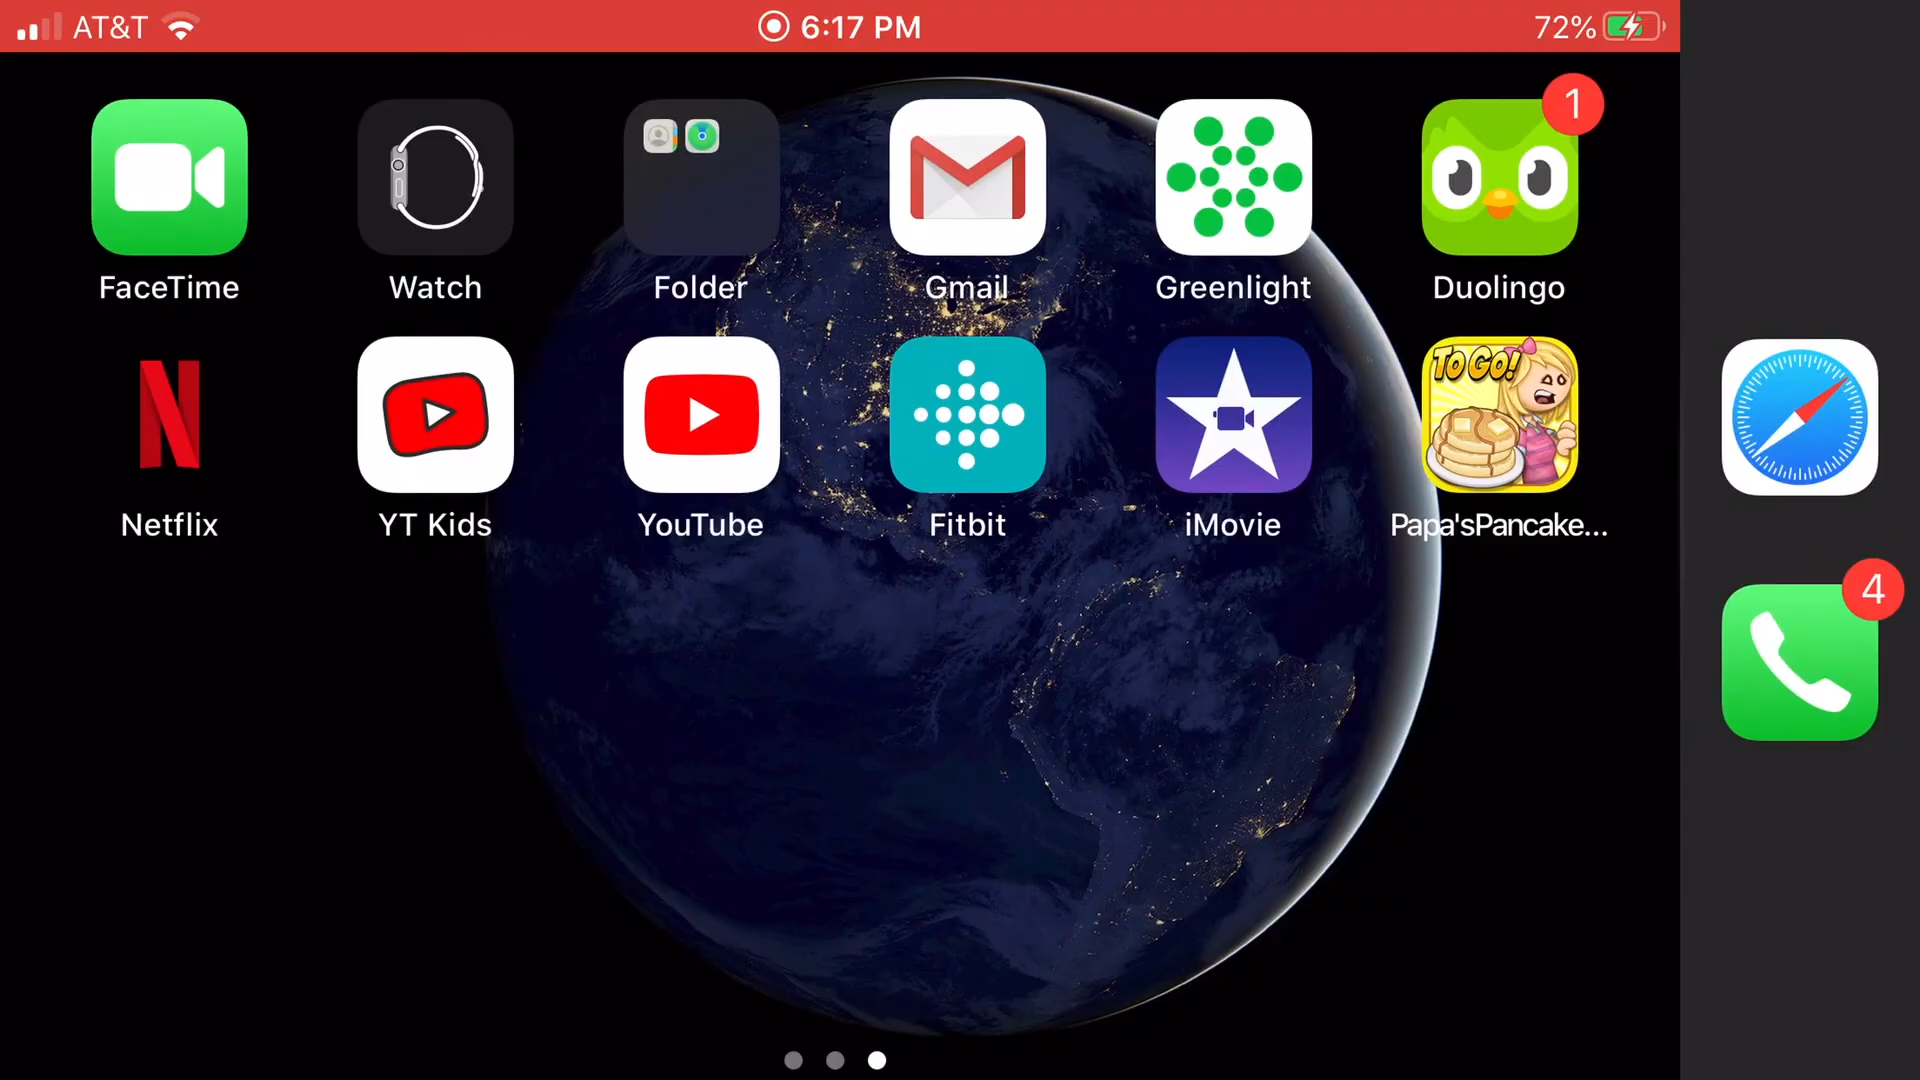 AT&T 6:17 PM 72%
1
FaceTime Watch Folder Gmail Greenlight Duolingo
TO GO!
Netflix YT Kids YouTube Fitbit iMovie Papa'sPancake...
4